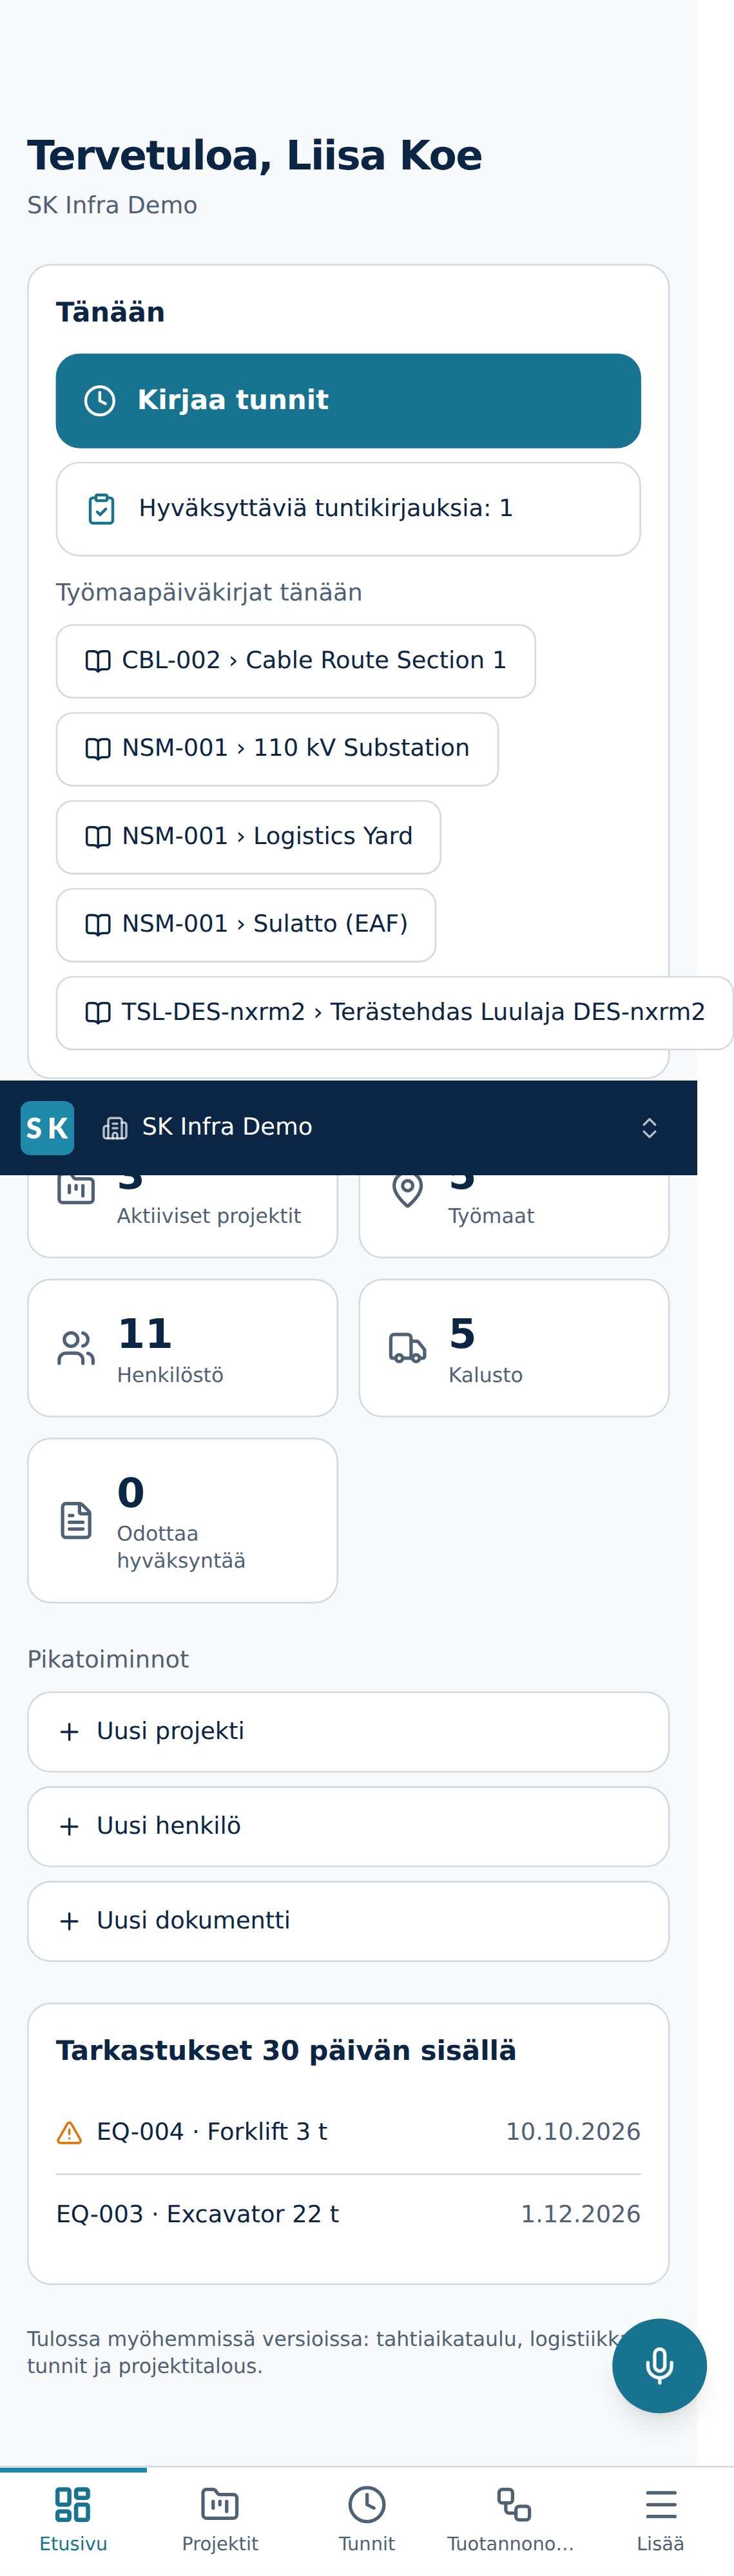 Tervetuloa, Liisa Koe
SK Infra Demo
Tänään
Kirjaa tunnit
Hyväksyttäviä tuntikirjauksia: 1
Työmaapäiväkirjat tänään
CBL-002 › Cable Route Section 1
NSM-001 › 110 kV Substation
NSM-001 › Logistics Yard
NSM-001 › Sulatto (EAF)
TSL-DES-nxrm2 › Terästehdas Luulaja DES-nxrm2
SK SK Infra Demo
Aktiiviset projektit
Työmaat
11
Henkilöstö
5
Kalusto
0
Odottaa
hyväksyntää
Pikatoiminnot
Uusi projekti
Uusi henkilö
Uusi dokumentti
Tarkastukset 30 päivän sisällä
EQ-004 · Forklift 3 t 10.10.2026
EQ-003 · Excavator 22 t 1.12.2026
Tulossa myöhemmissä versioissa: tahtiaikataulu,
tunnit ja projektitalous.
Etusivu Projektit Tunnit Tuotannono... Lisää